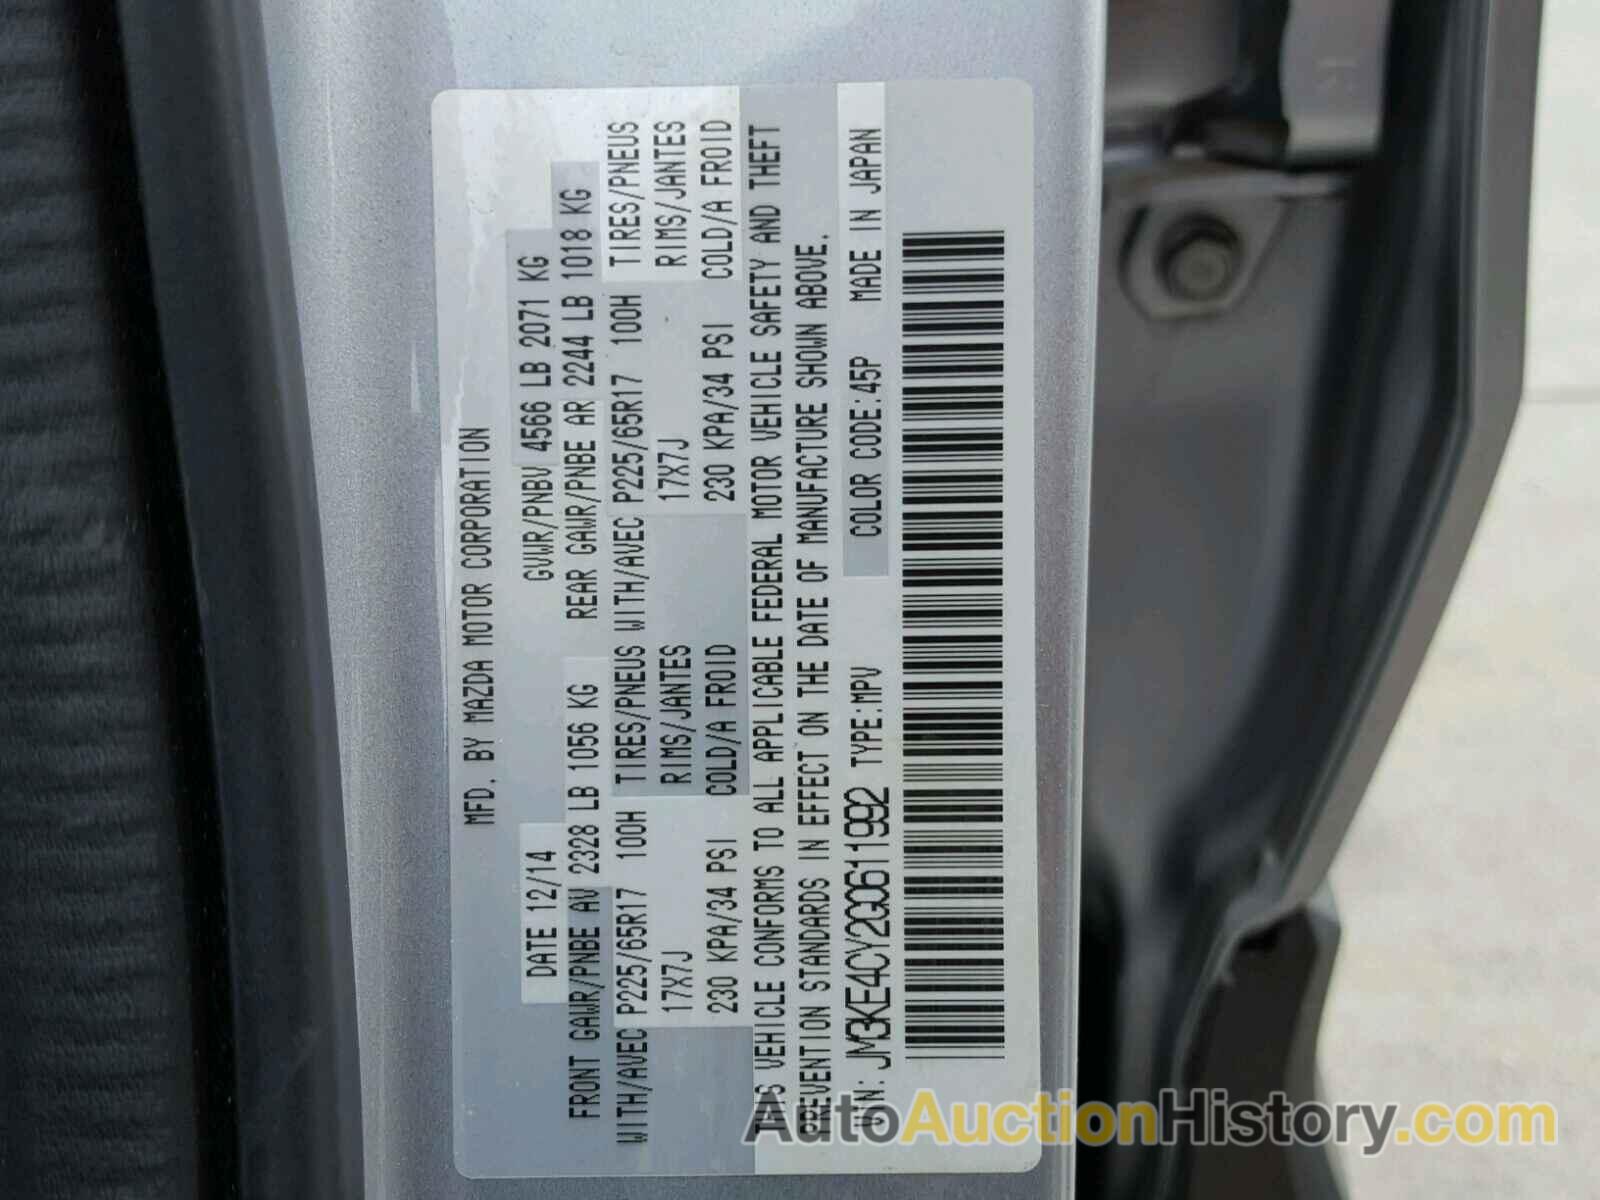 MFD. BY MAZDA MOTOR CORPORATION
DATE 12/14 GVWR/PNBV 4566 LB 2071 KG
FRONT GAWR/PNBE AV 2328 LB 1056 KG REAR GAWR/PNBE AR 2244 LB 1018 KG
WITH/AVEC P225/65R17 100H TIRES/PNEUS WITH/AVEC P225/65R17 100H TIRES/PNEUS
17X7J RIMS/JANTES 17X7J RIMS/JANTES
230 KPA/34 PSI COLD/A FROID 230 KPA/34 PSI COLD/A FROID
THIS VEHICLE CONFORMS TO ALL APPLICABLE FEDERAL MOTOR VEHICLE SAFETY AND THEFT
PREVENTION STANDARDS IN EFFECT ON THE DATE OF MANUFACTURE SHOWN ABOVE.
VIN: JM3KE4CY2G0611992 TYPE:MPV COLOR CODE:45P MADE IN JAPAN
AutoAuctionHistory.com